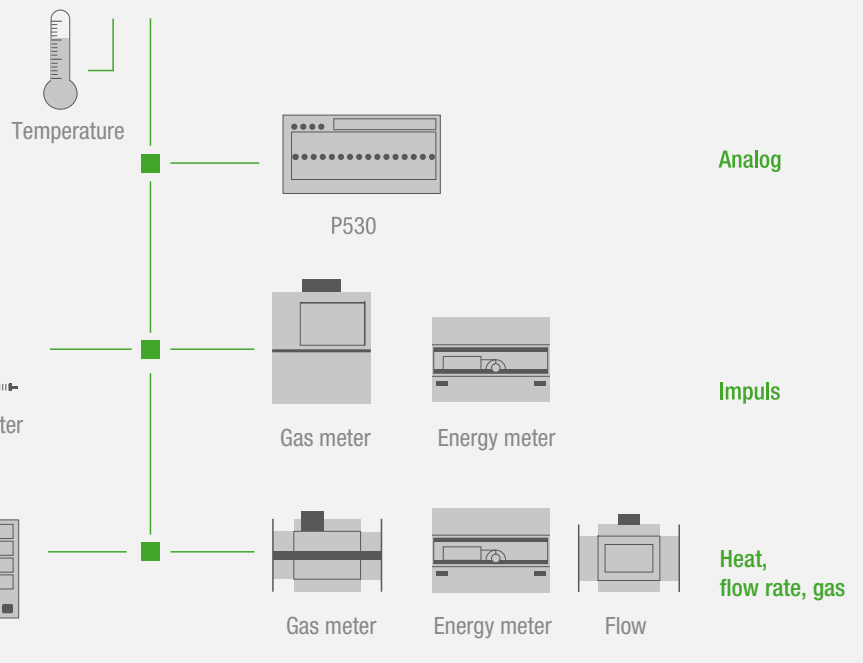 Temperature
Analog
P530
Impuls
Gas meter
Energy meter
Heat,
flow rate, gas
Gas meter
Energy meter
Flow